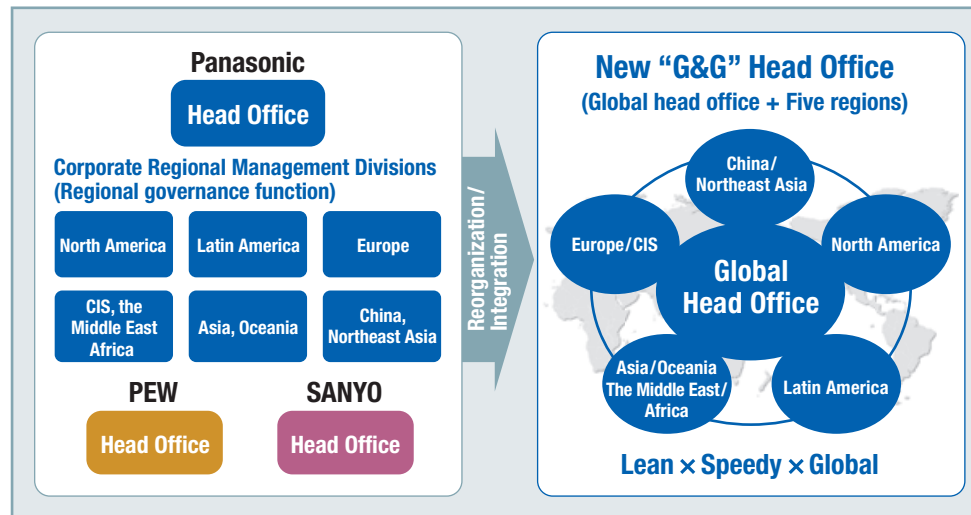 Panasonic
Head Office
Corporate Regional Management Divisions
(Regional governance function)
North America
Latin America
Europe
CIS, the
Middle East
Africa
Asia, Oceania
China,
Northeast Asia
PEW
Head Office
SANYO
Head Office
Reorganization/
Integration
New “G&G” Head Office
(Global head office + Five regions)
China/
Northeast Asia
Europe/CIS
North America
Global
Head Office
Asia/Oceania
The Middle East/
Africa
Latin America
Lean × Speedy × Global